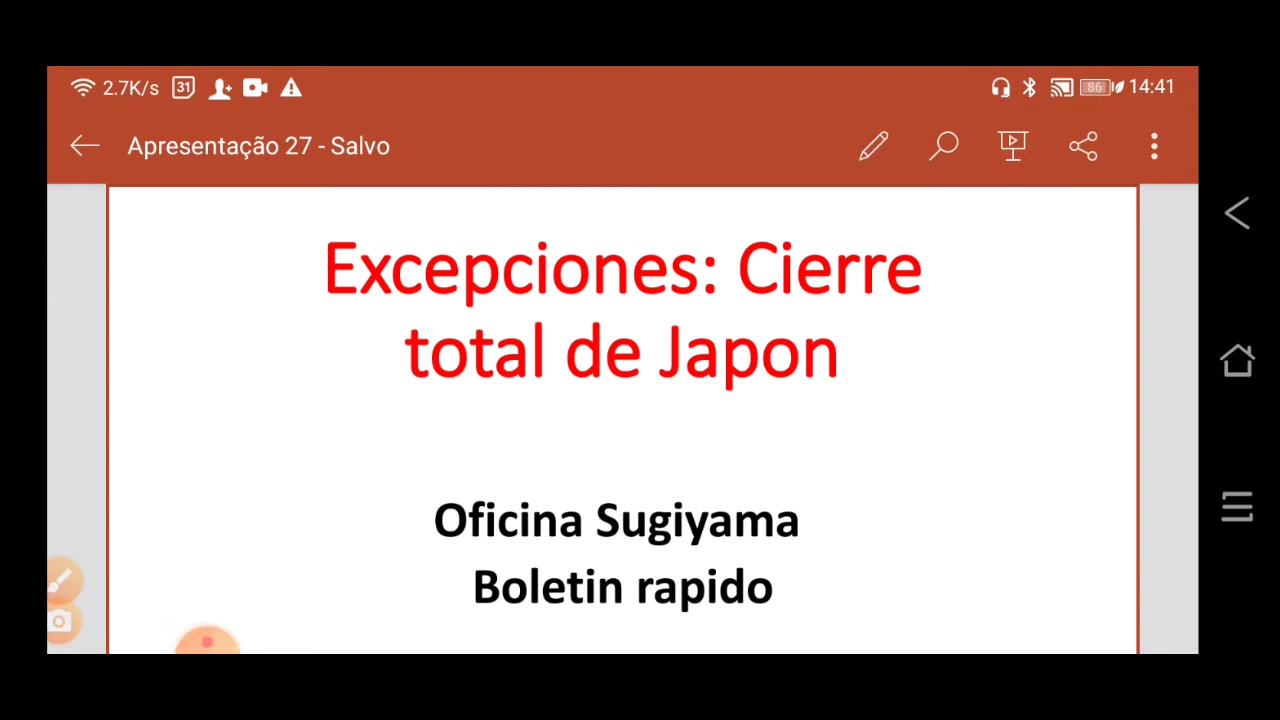 2.7K/s 31 86 14:41
Apresentação 27 - Salvo
Excepciones: Cierre
total de Japon
Oficina Sugiyama
Boletin rapido